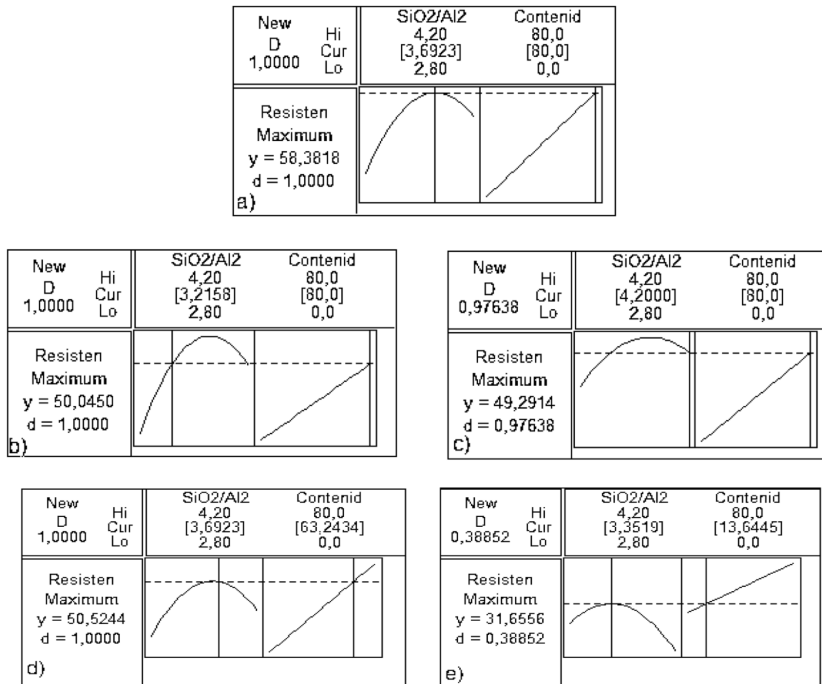 New
D
1,0000
Hi
Cur
Lo
SiO2/Al2
4,20
[3,6923]
2,80
Contenid
80,0
[80,0]
0,0
Resisten
Maximum
y = 58,3818
d = 1,0000
a)
New
D
1,0000
Hi
Cur
Lo
SiO2/Al2
4,20
[3,2158]
2,80
Contenid
80,0
[80,0]
0,0
Resisten
Maximum
y = 50,0450
d = 1,0000
b)
New
D
0,97638
Hi
Cur
Lo
SiO2/Al2
4,20
[4,2000]
2,80
Contenid
80,0
[80,0]
0,0
Resisten
Maximum
y = 49,2914
d = 0,97638
c)
New
D
1,0000
Hi
Cur
Lo
SiO2/Al2
4,20
[3,6923]
2,80
Contenid
80,0
[63,2434]
0,0
Resisten
Maximum
y = 50,5244
d = 1,0000
d)
New
D
0,38852
Hi
Cur
Lo
SiO2/Al2
4,20
[3,3519]
2,80
Contenid
80,0
[13,6445]
0,0
Resisten
Maximum
y = 31,6556
d = 0,38852
e)